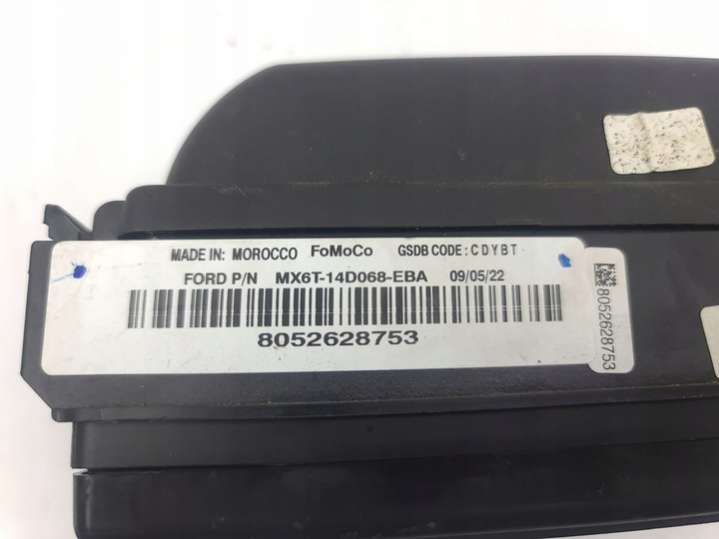 MADE IN: MOROCCO FoMoCo GSDB CODE: CDYBT
FORD P/N MX6T-14D068-EBA 09/05/22
8052628753
8052628753